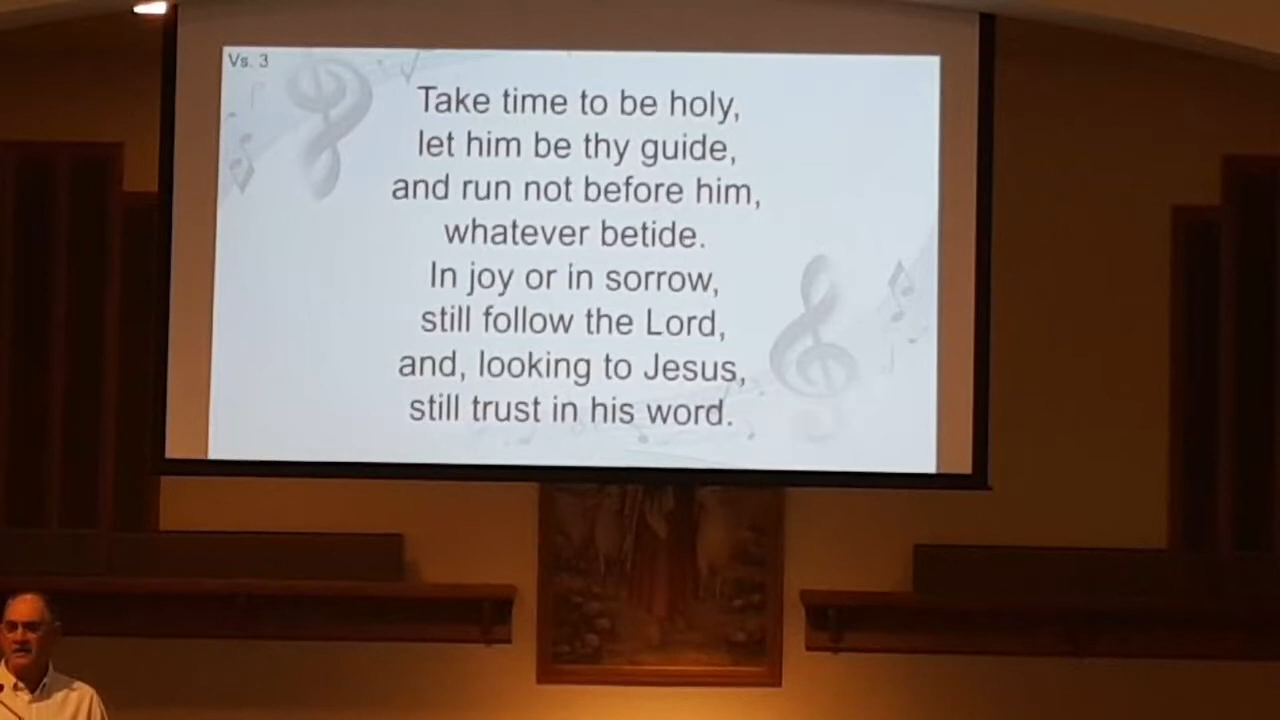 Vs. 3
Take time to be holy,
let him be thy guide,
and run not before him,
whatever betide.
In joy or in sorrow,
still follow the Lord,
and, looking to Jesus,
still trust in his word.